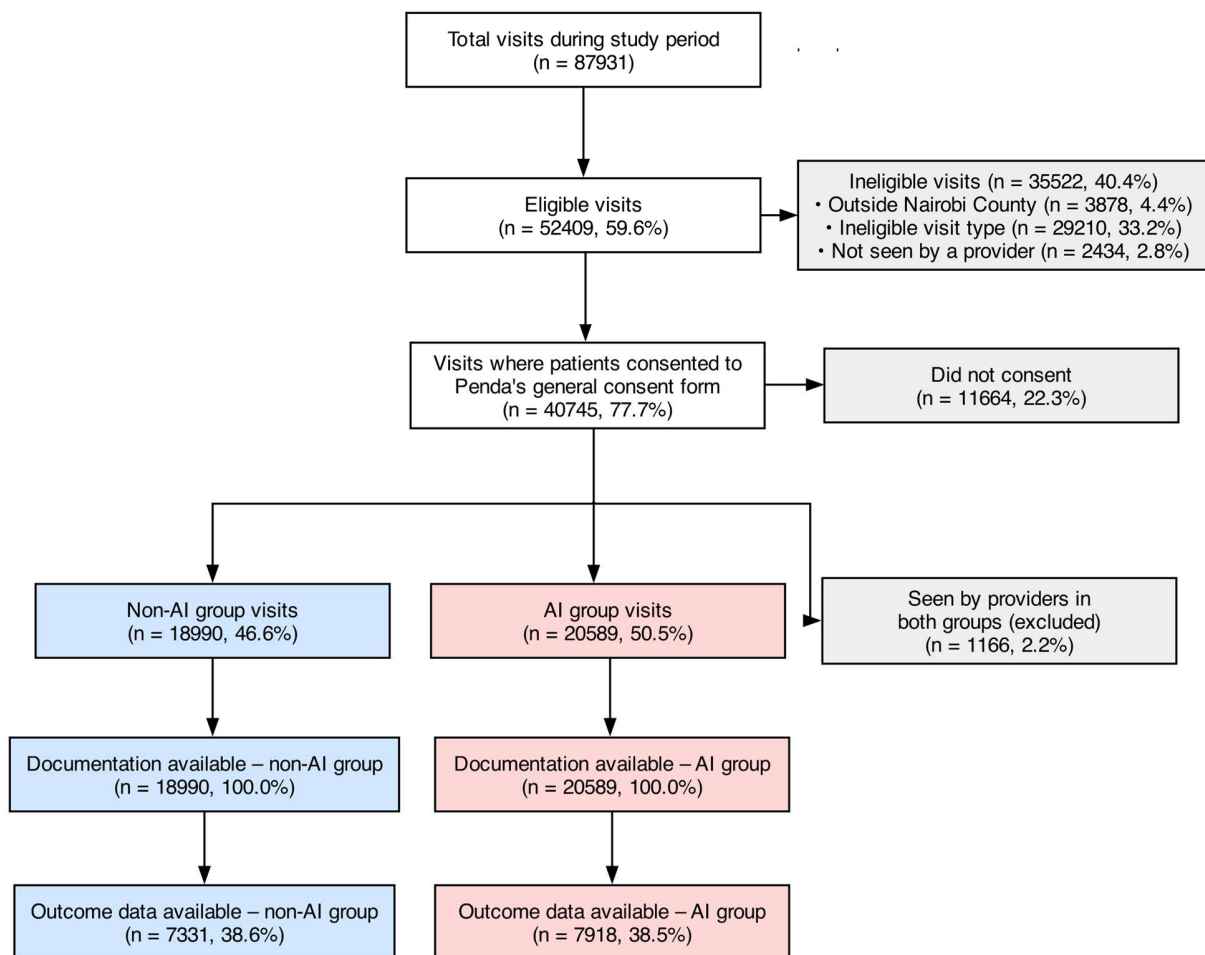 Total visits during study period
(n = 87931)
Eligible visits
(n = 52409, 59.6%)
Ineligible visits (n = 35522, 40.4%)
• Outside Nairobi County (n = 3878, 4.4%)
• Ineligible visit type (n = 29210, 33.2%)
• Not seen by a provider (n = 2434, 2.8%)
Visits where patients consented to
Penda's general consent form
(n = 40745, 77.7%)
Did not consent
(n = 11664, 22.3%)
Non-AI group visits
(n = 18990, 46.6%)
AI group visits
(n = 20589, 50.5%)
Seen by providers in
both groups (excluded)
(n = 1166, 2.2%)
Documentation available – non-AI group
(n = 18990, 100.0%)
Documentation available – AI group
(n = 20589, 100.0%)
Outcome data available – non-AI group
(n = 7331, 38.6%)
Outcome data available – AI group
(n = 7918, 38.5%)